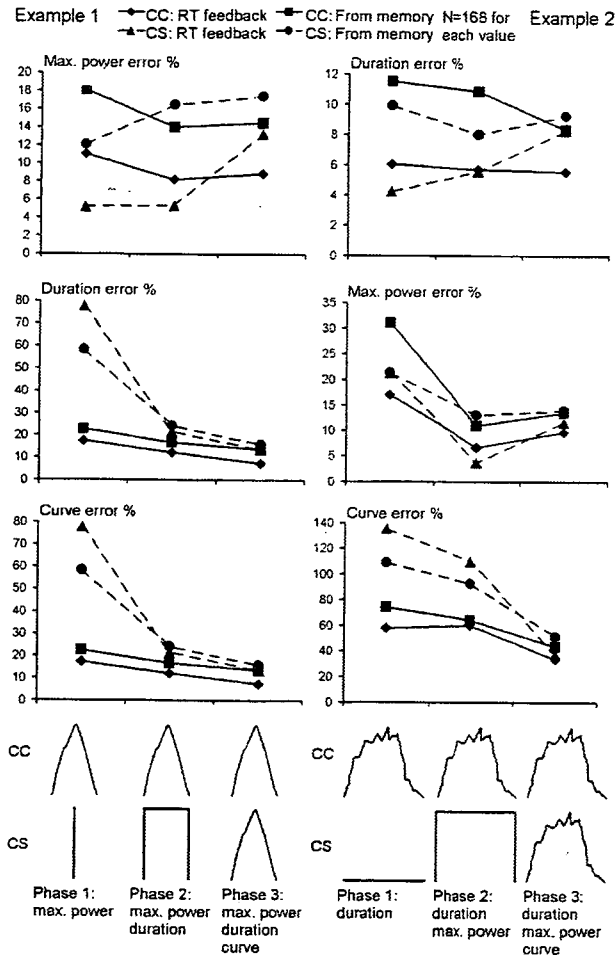 Example 1
CC: RT feedback CC: From memory N=168 for
CS: RT feedback CS: From memory each value
Example 2
Max. power error %
20
18
16
14
12
10
8
6
4
2
0
Duration error %
12
10
8
6
4
2
0
Duration error %
80
70
60
50
40
30
20
10
0
Max. power error %
35
30
25
20
15
10
5
0
Curve error %
80
70
60
50
40
30
20
10
0
Curve error %
140
120
100
80
60
40
20
0
CC
CC
CS
CS
Phase 1:
max. power
Phase 2:
max. power
duration
Phase 3:
max. power
duration
curve
Phase 1:
duration
Phase 2:
duration
max. power
Phase 3:
duration
max. power
curve